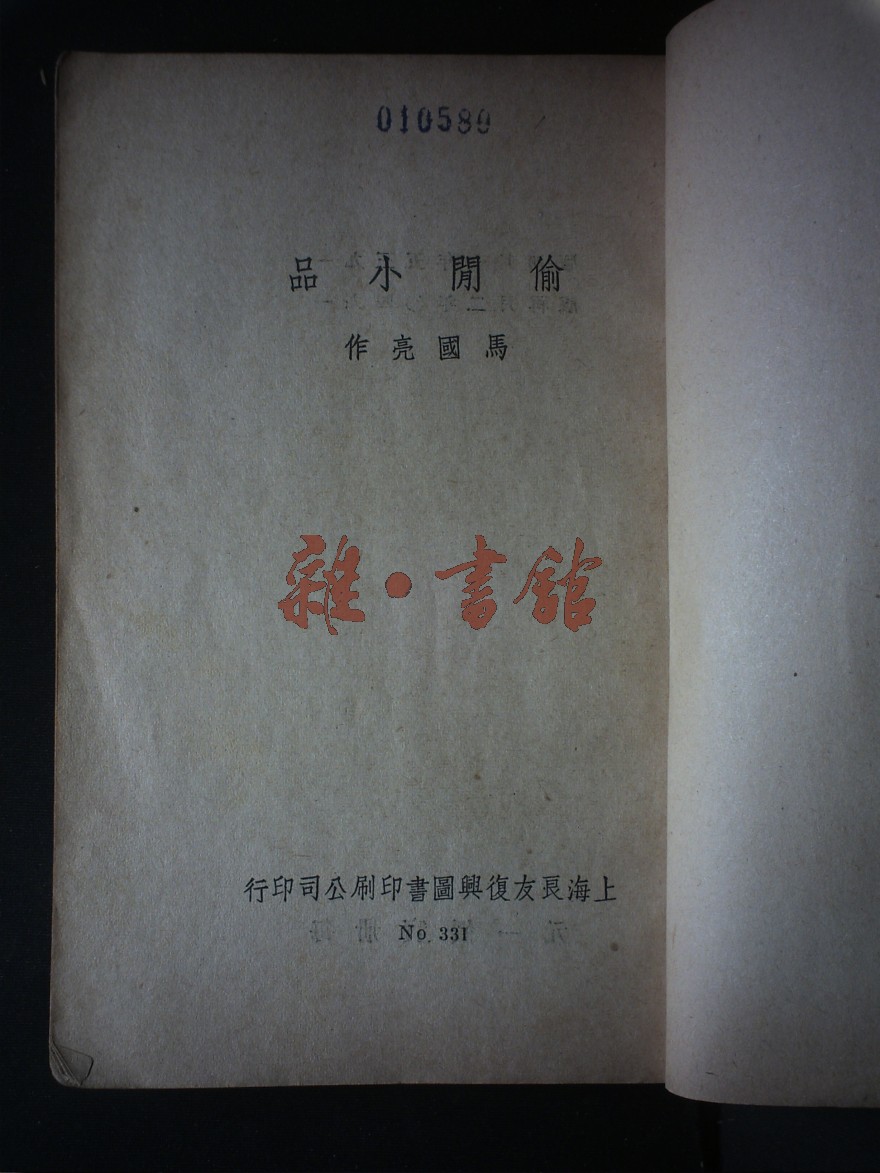 010580
偷閒小品
馬國亮作
雜·書館
上海良友復興圖書印刷公司印行
No. 331